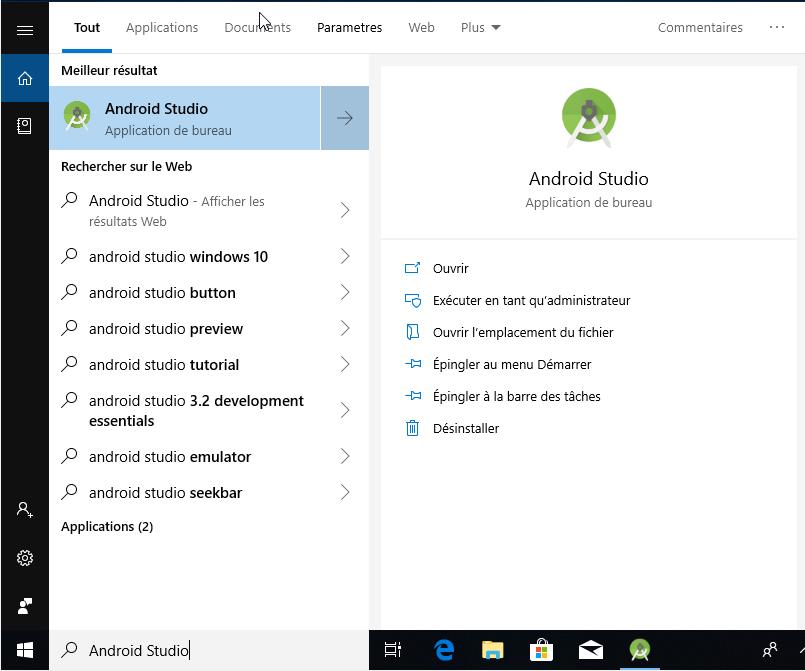 Tout Applications Documents Parametres Web Plus Commentaires ...
Meilleur résultat
Android Studio
Application de bureau
Rechercher sur le Web
Android Studio - Afficher les
résultats Web
android studio windows 10
android studio button
android studio preview
android studio tutorial
android studio 3.2 development
essentials
android studio emulator
android studio seekbar
Applications (2)
Android Studio
Application de bureau
Ouvrir
Exécuter en tant qu'administrateur
Ouvrir l'emplacement du fichier
Épingler au menu Démarrer
Épingler à la barre des tâches
Désinstaller
Android Studio